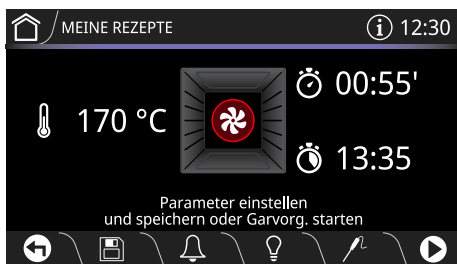 MEINE REZEPTE
12:30
170 °C
00:55'
13:35
Parameter einstellen
und speichern oder Garvorg. starten